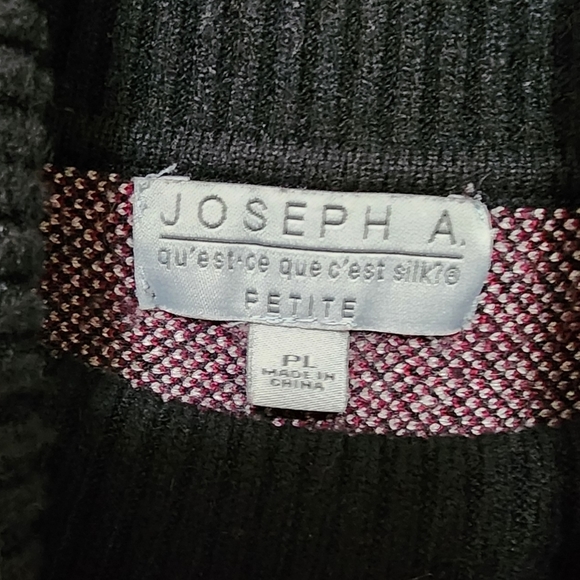 JOSEPH A.
qu'est-ce que c'est silk?®
PETITE
PL
MADE IN
CHINA